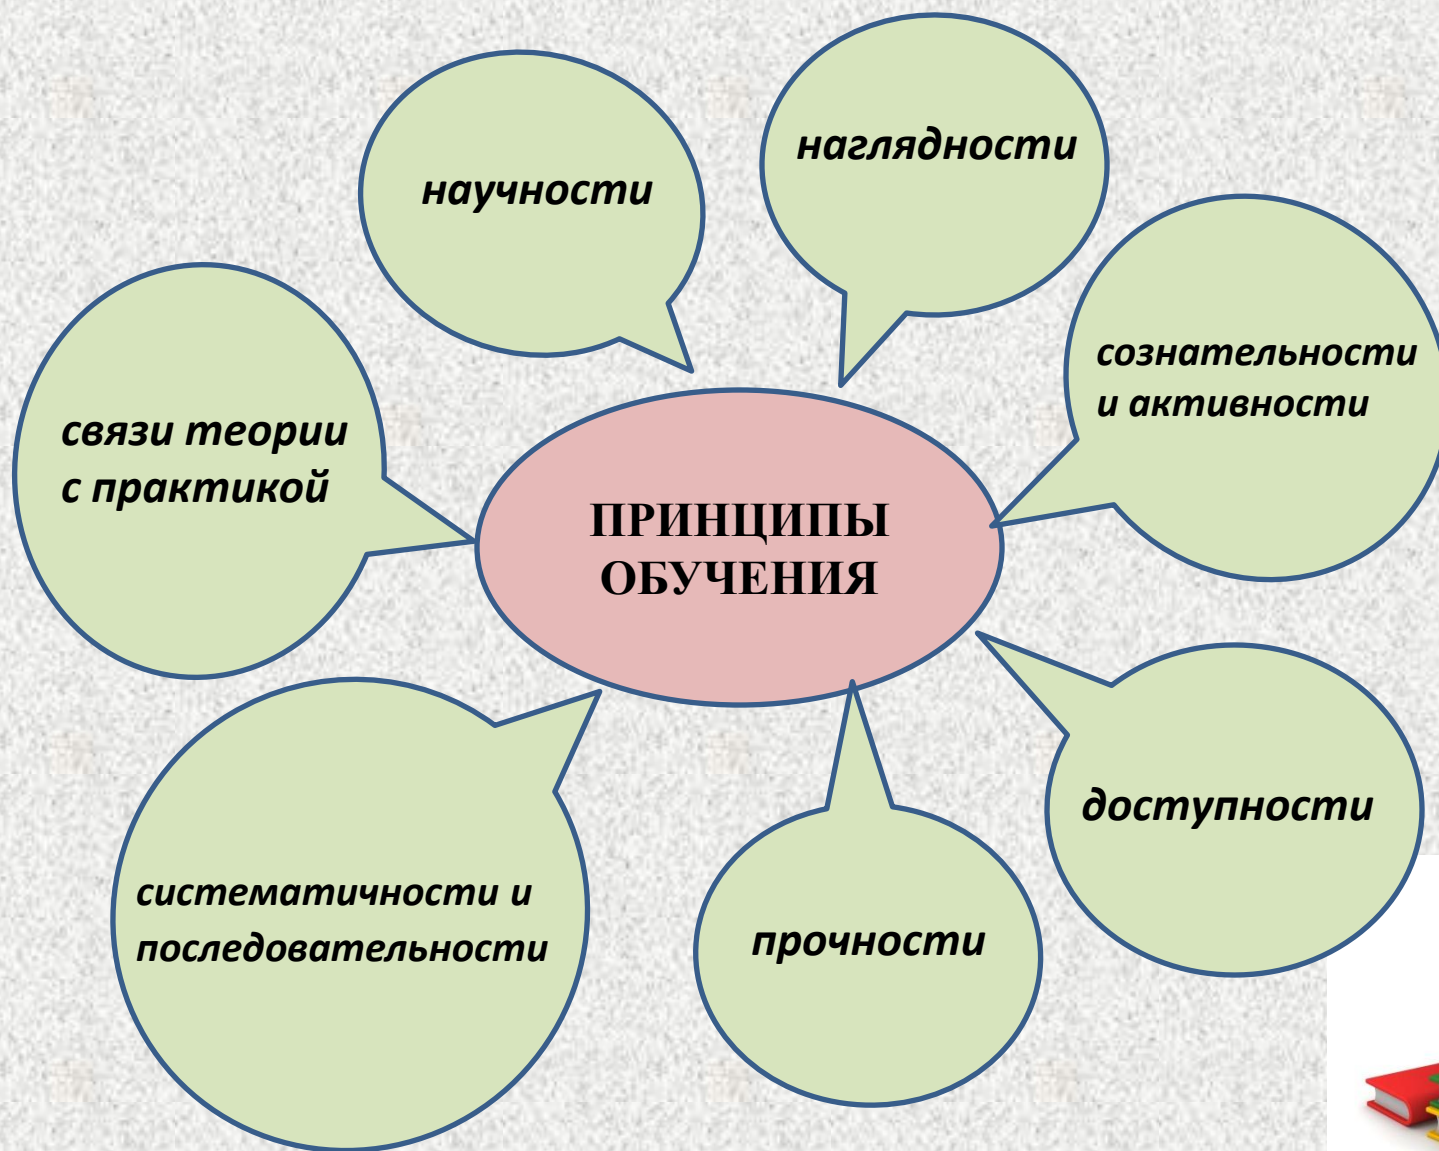 наглядности
научности
сознательности
и активности
связи теории
с практикой
ПРИНЦИПЫ
ОБУЧЕНИЯ
доступности
систематичности и
последовательности
прочности